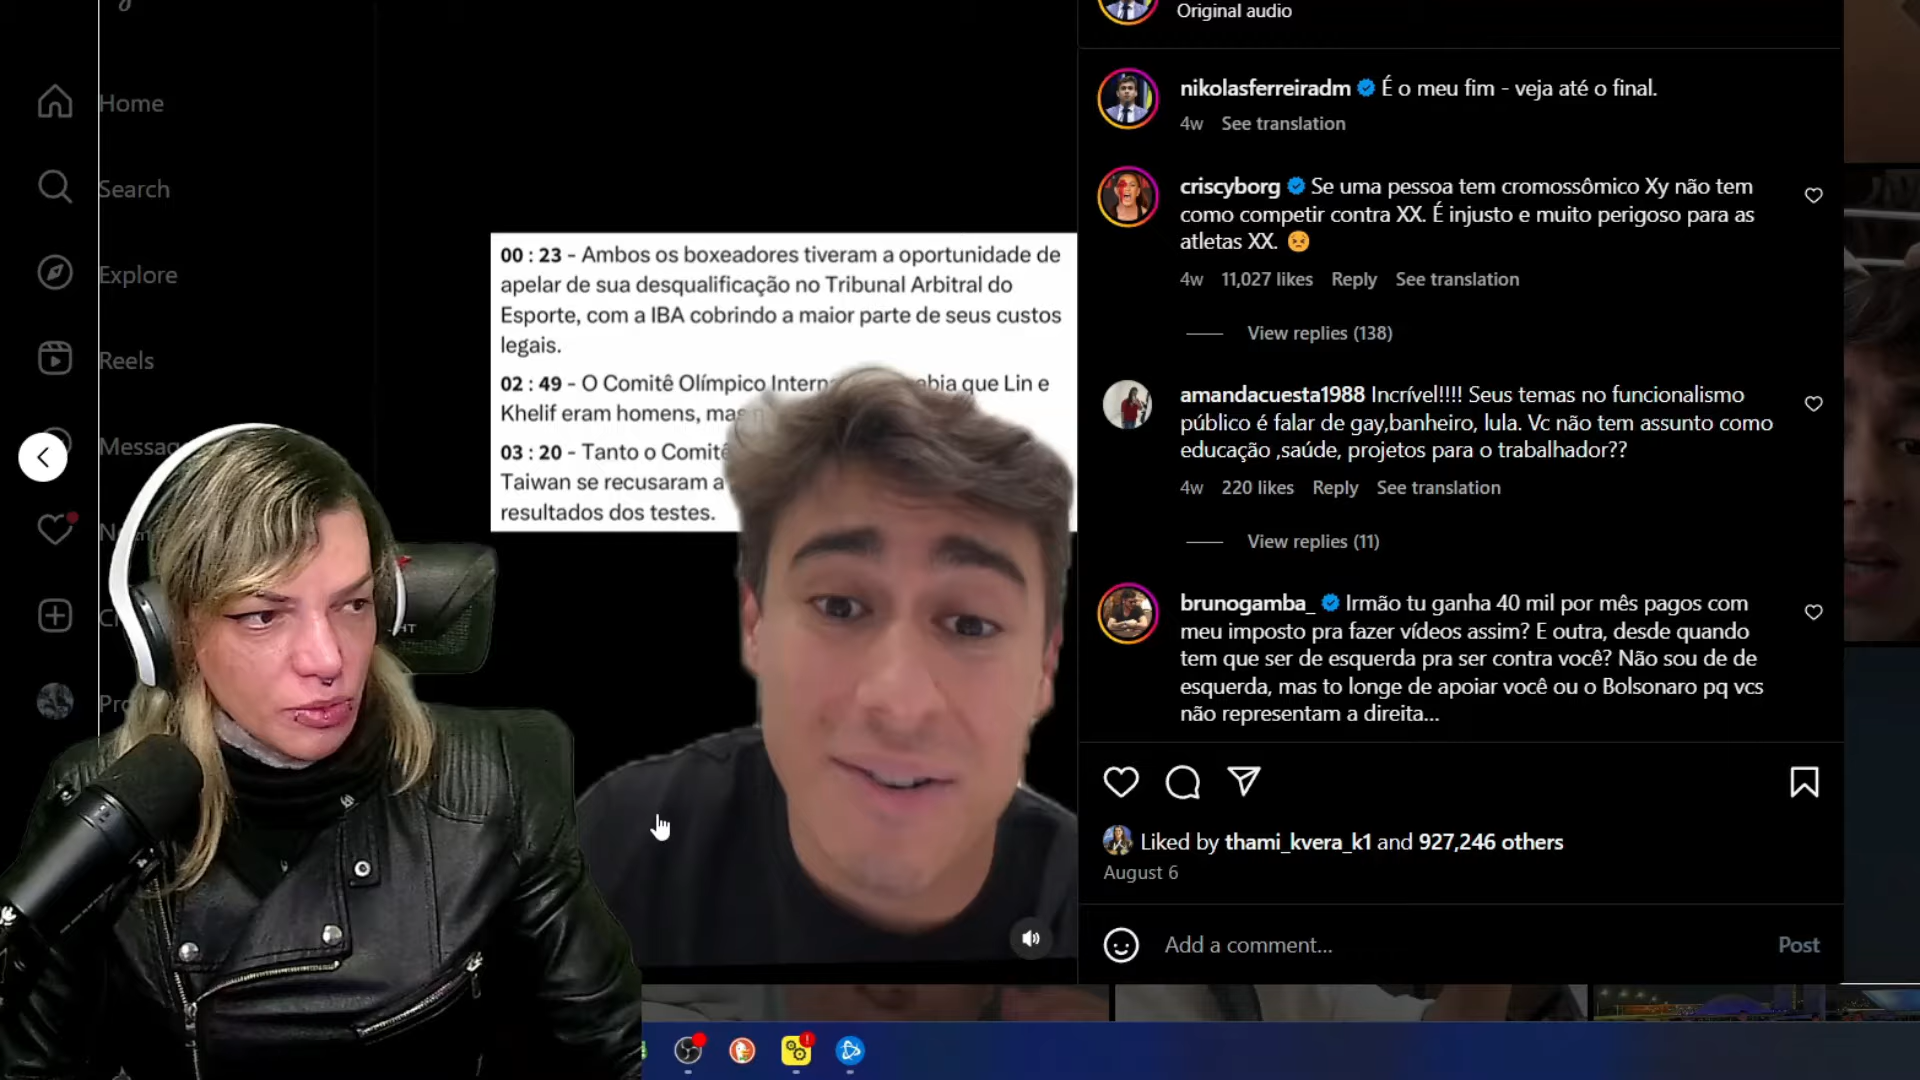 Original audio
Home
Search
Explore
Reels
00 : 23 - Ambos os boxeadores tiveram a oportunidade de
apelar de sua desqualificação no Tribunal Arbitral do
Esporte, com a IBA cobrindo a maior parte de seus custos
legais.
02 : 49 - O Comitê Olímpico que Lin e
Khelif eram homens,
03 : 20 - Tanto o
Taiwan se recusaram a
resultados dos testes.
nikolasferreiradm É o meu fim - veja até o final.
4w See translation
criscyborg Se uma pessoa tem cromossômico Xy não tem
como competir contra XX. É injusto e muito perigoso para as
atletas XX. 😣
4w 11,027 likes Reply See translation
View replies (138)
amandacuesta1988 Incrível!!!! Seus temas no funcionalismo
público é falar de gay,banheiro, lula. Vc não tem assunto como
educação ,saúde, projetos para o trabalhador??
4w 220 likes Reply See translation
View replies (11)
brunogamba_ Irmão tu ganha 40 mil por mês pagos com
meu imposto pra fazer vídeos assim? E outra, desde quando
tem que ser de esquerda pra ser contra você? Não sou de de
esquerda, mas to longe de apoiar você ou o Bolsonaro pq vcs
não representam a direita...
Liked by thami_kvera_k1 and 927,246 others
August 6
Add a comment...
Post